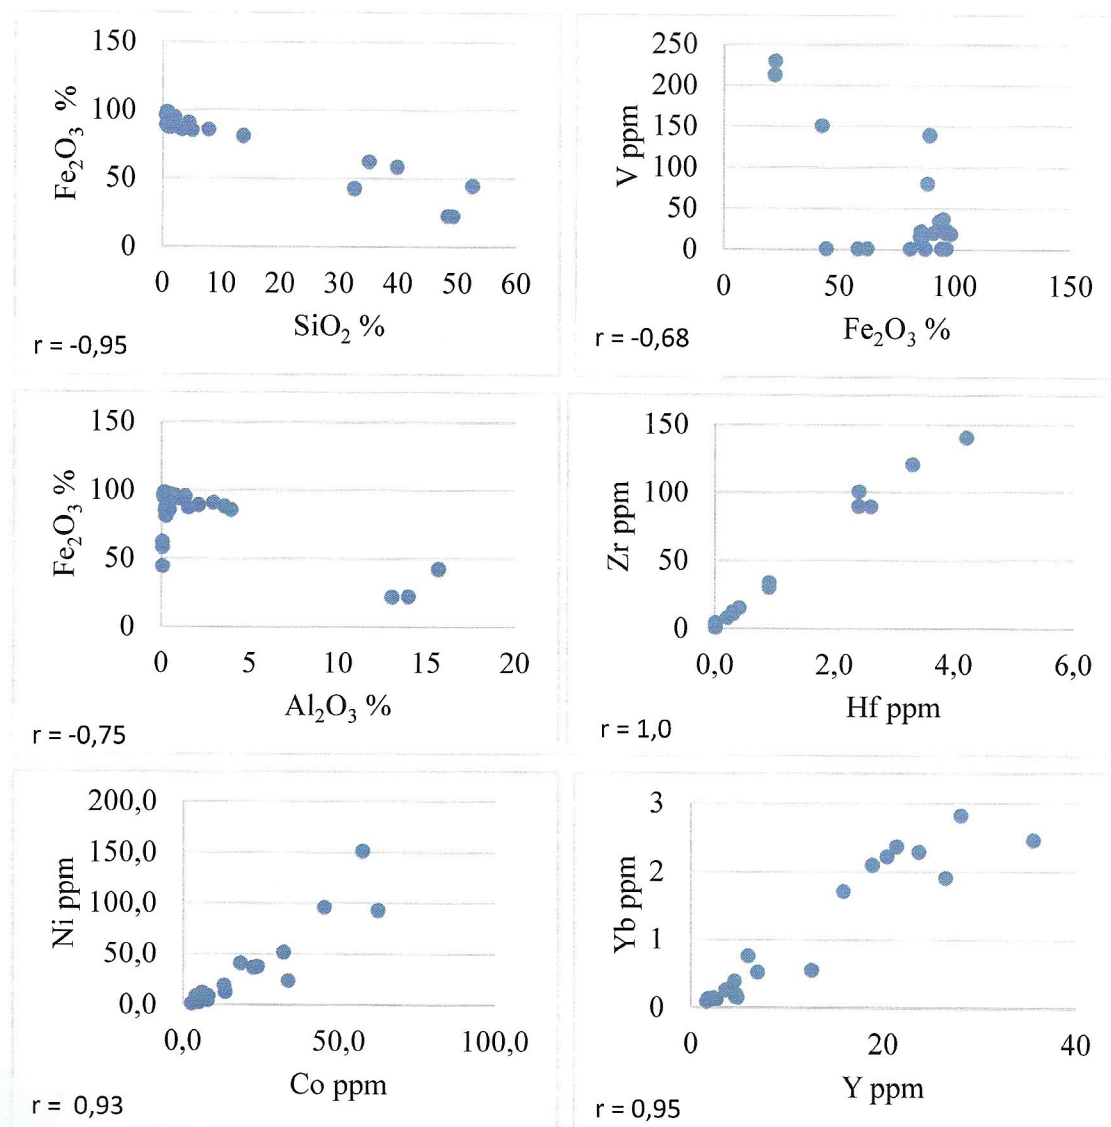 150
100
50
0
Fe₂O₃ %
0 10 20 30 40 50 60
SiO₂ %
r = -0,95
250
200
150
100
50
0
V ppm
0 50 100 150
Fe₂O₃ %
r = -0,68
150
100
50
0
Fe₂O₃ %
0 5 10 15 20
Al₂O₃ %
r = -0,75
150
100
50
0
Zr ppm
0,0 2,0 4,0 6,0
Hf ppm
r = 1,0
200,0
150,0
100,0
50,0
0,0
Ni ppm
0,0 50,0 100,0
Co ppm
r = 0,93
3
2
1
0
Yb ppm
0 20 40
Y ppm
r = 0,95